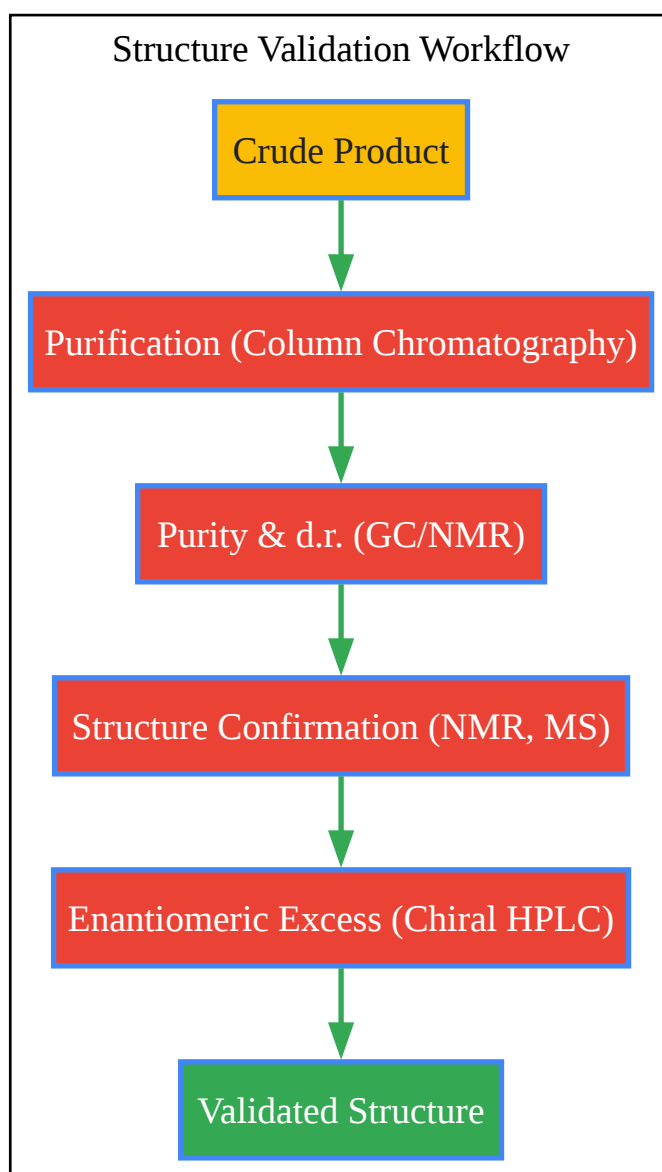 Structure Validation Workflow
Crude Product
Purification (Column Chromatography)
Purity & d.r. (GC/NMR)
Structure Confirmation (NMR, MS)
Enantiomeric Excess (Chiral HPLC)
Validated Structure